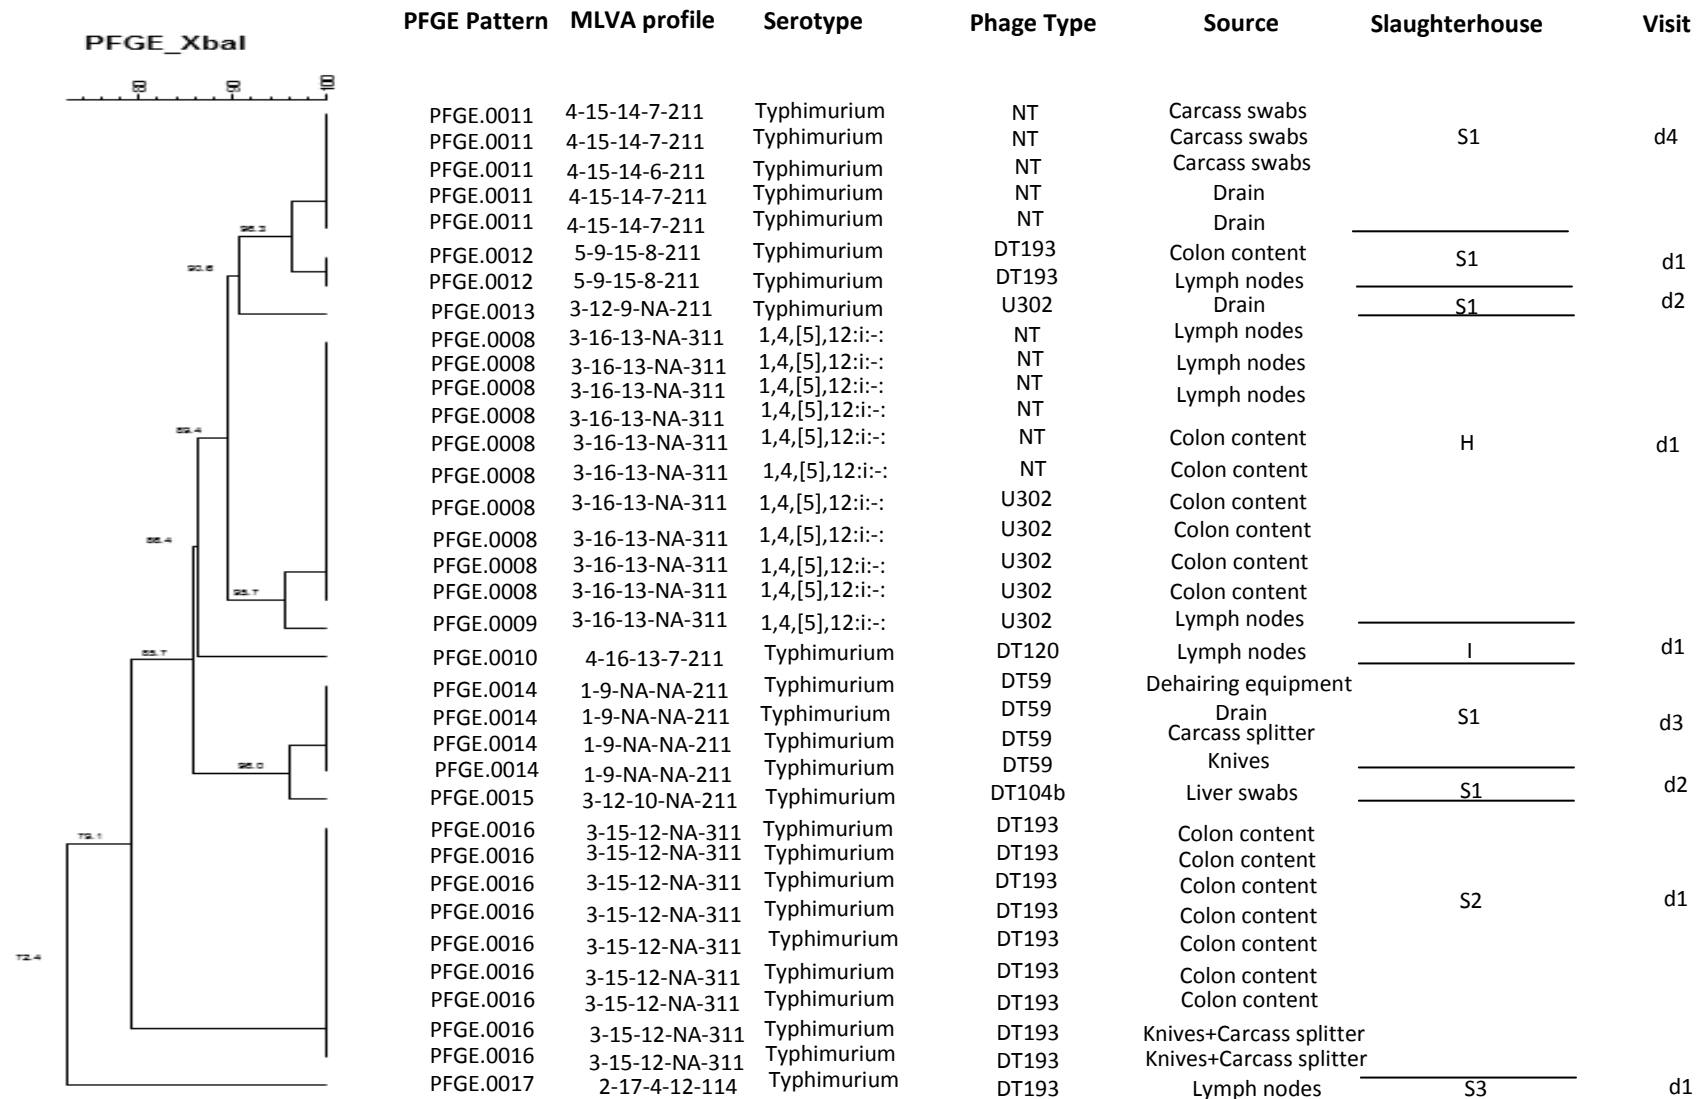 PFGE Pattern MLVA profile Serotype Phage Type Source Slaughterhouse Visit
PFGE_XbaI
80 90 100
PFGE.0011 4-15-14-7-211 Typhimurium NT Carcass swabs
PFGE.0011 4-15-14-7-211 Typhimurium NT Carcass swabs S1 d4
PFGE.0011 4-15-14-6-211 Typhimurium NT Carcass swabs
PFGE.0011 4-15-14-7-211 Typhimurium NT Drain
96.3 PFGE.0011 4-15-14-7-211 Typhimurium NT Drain
90.8 PFGE.0012 5-9-15-8-211 Typhimurium DT193 Colon content S1 d1
PFGE.0012 5-9-15-8-211 Typhimurium DT193 Lymph nodes
PFGE.0013 3-12-9-NA-211 Typhimurium U302 Drain S1 d2
PFGE.0008 3-16-13-NA-311 1,4,[5],12:i:-: NT Lymph nodes
PFGE.0008 3-16-13-NA-311 1,4,[5],12:i:-: NT Lymph nodes
PFGE.0008 3-16-13-NA-311 1,4,[5],12:i:-: NT Lymph nodes
PFGE.0008 3-16-13-NA-311 1,4,[5],12:i:-: NT
89.4 PFGE.0008 3-16-13-NA-311 1,4,[5],12:i:-: NT Colon content H d1
PFGE.0008 3-16-13-NA-311 1,4,[5],12:i:-: NT Colon content
PFGE.0008 3-16-13-NA-311 1,4,[5],12:i:-: U302 Colon content
86.4 PFGE.0008 3-16-13-NA-311 1,4,[5],12:i:-: U302 Colon content
PFGE.0008 3-16-13-NA-311 1,4,[5],12:i:-: U302 Colon content
95.7 PFGE.0008 3-16-13-NA-311 1,4,[5],12:i:-: U302 Colon content
PFGE.0009 3-16-13-NA-311 1,4,[5],12:i:-: U302 Lymph nodes
85.7 PFGE.0010 4-16-13-7-211 Typhimurium DT120 Lymph nodes I d1
PFGE.0014 1-9-NA-NA-211 Typhimurium DT59 Dehairing equipment
PFGE.0014 1-9-NA-NA-211 Typhimurium DT59 Drain S1 d3
PFGE.0014 1-9-NA-NA-211 Typhimurium DT59 Carcass splitter
96.0 PFGE.0014 1-9-NA-NA-211 Typhimurium DT59 Knives
PFGE.0015 3-12-10-NA-211 Typhimurium DT104b Liver swabs S1 d2
79.1 PFGE.0016 3-15-12-NA-311 Typhimurium DT193 Colon content
PFGE.0016 3-15-12-NA-311 Typhimurium DT193 Colon content
PFGE.0016 3-15-12-NA-311 Typhimurium DT193 Colon content
PFGE.0016 3-15-12-NA-311 Typhimurium DT193 Colon content S2 d1
72.4 PFGE.0016 3-15-12-NA-311 Typhimurium DT193 Colon content
PFGE.0016 3-15-12-NA-311 Typhimurium DT193 Colon content
PFGE.0016 3-15-12-NA-311 Typhimurium DT193 Colon content
PFGE.0016 3-15-12-NA-311 Typhimurium DT193 Knives+Carcass splitter
PFGE.0016 3-15-12-NA-311 Typhimurium DT193 Knives+Carcass splitter
PFGE.0017 2-17-4-12-114 Typhimurium DT193 Lymph nodes S3 d1